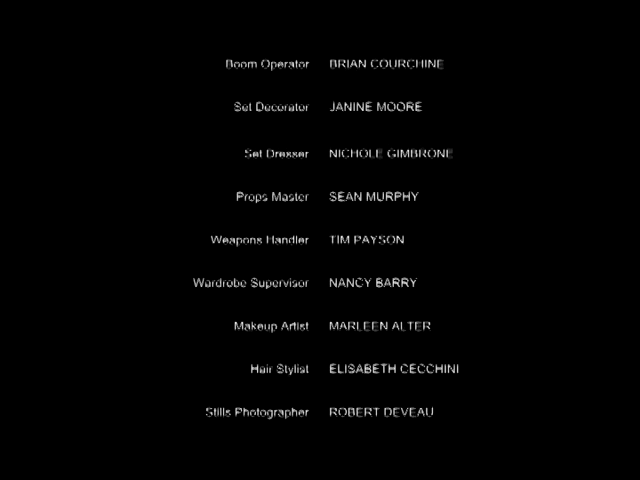 Boom Operator BRIAN COURCHINE
Set Decorator JANINE MOORE
Set Dresser NICHOLE GIMBRONE
Props Master SEAN MURPHY
Weapons Handler TIM PAYSON
Wardrobe Supervisor NANCY BARRY
Makeup Artist MARLEEN ALTER
Hair Stylist ELISABETH CECCHINI
Stills Photographer ROBERT DEVEAU